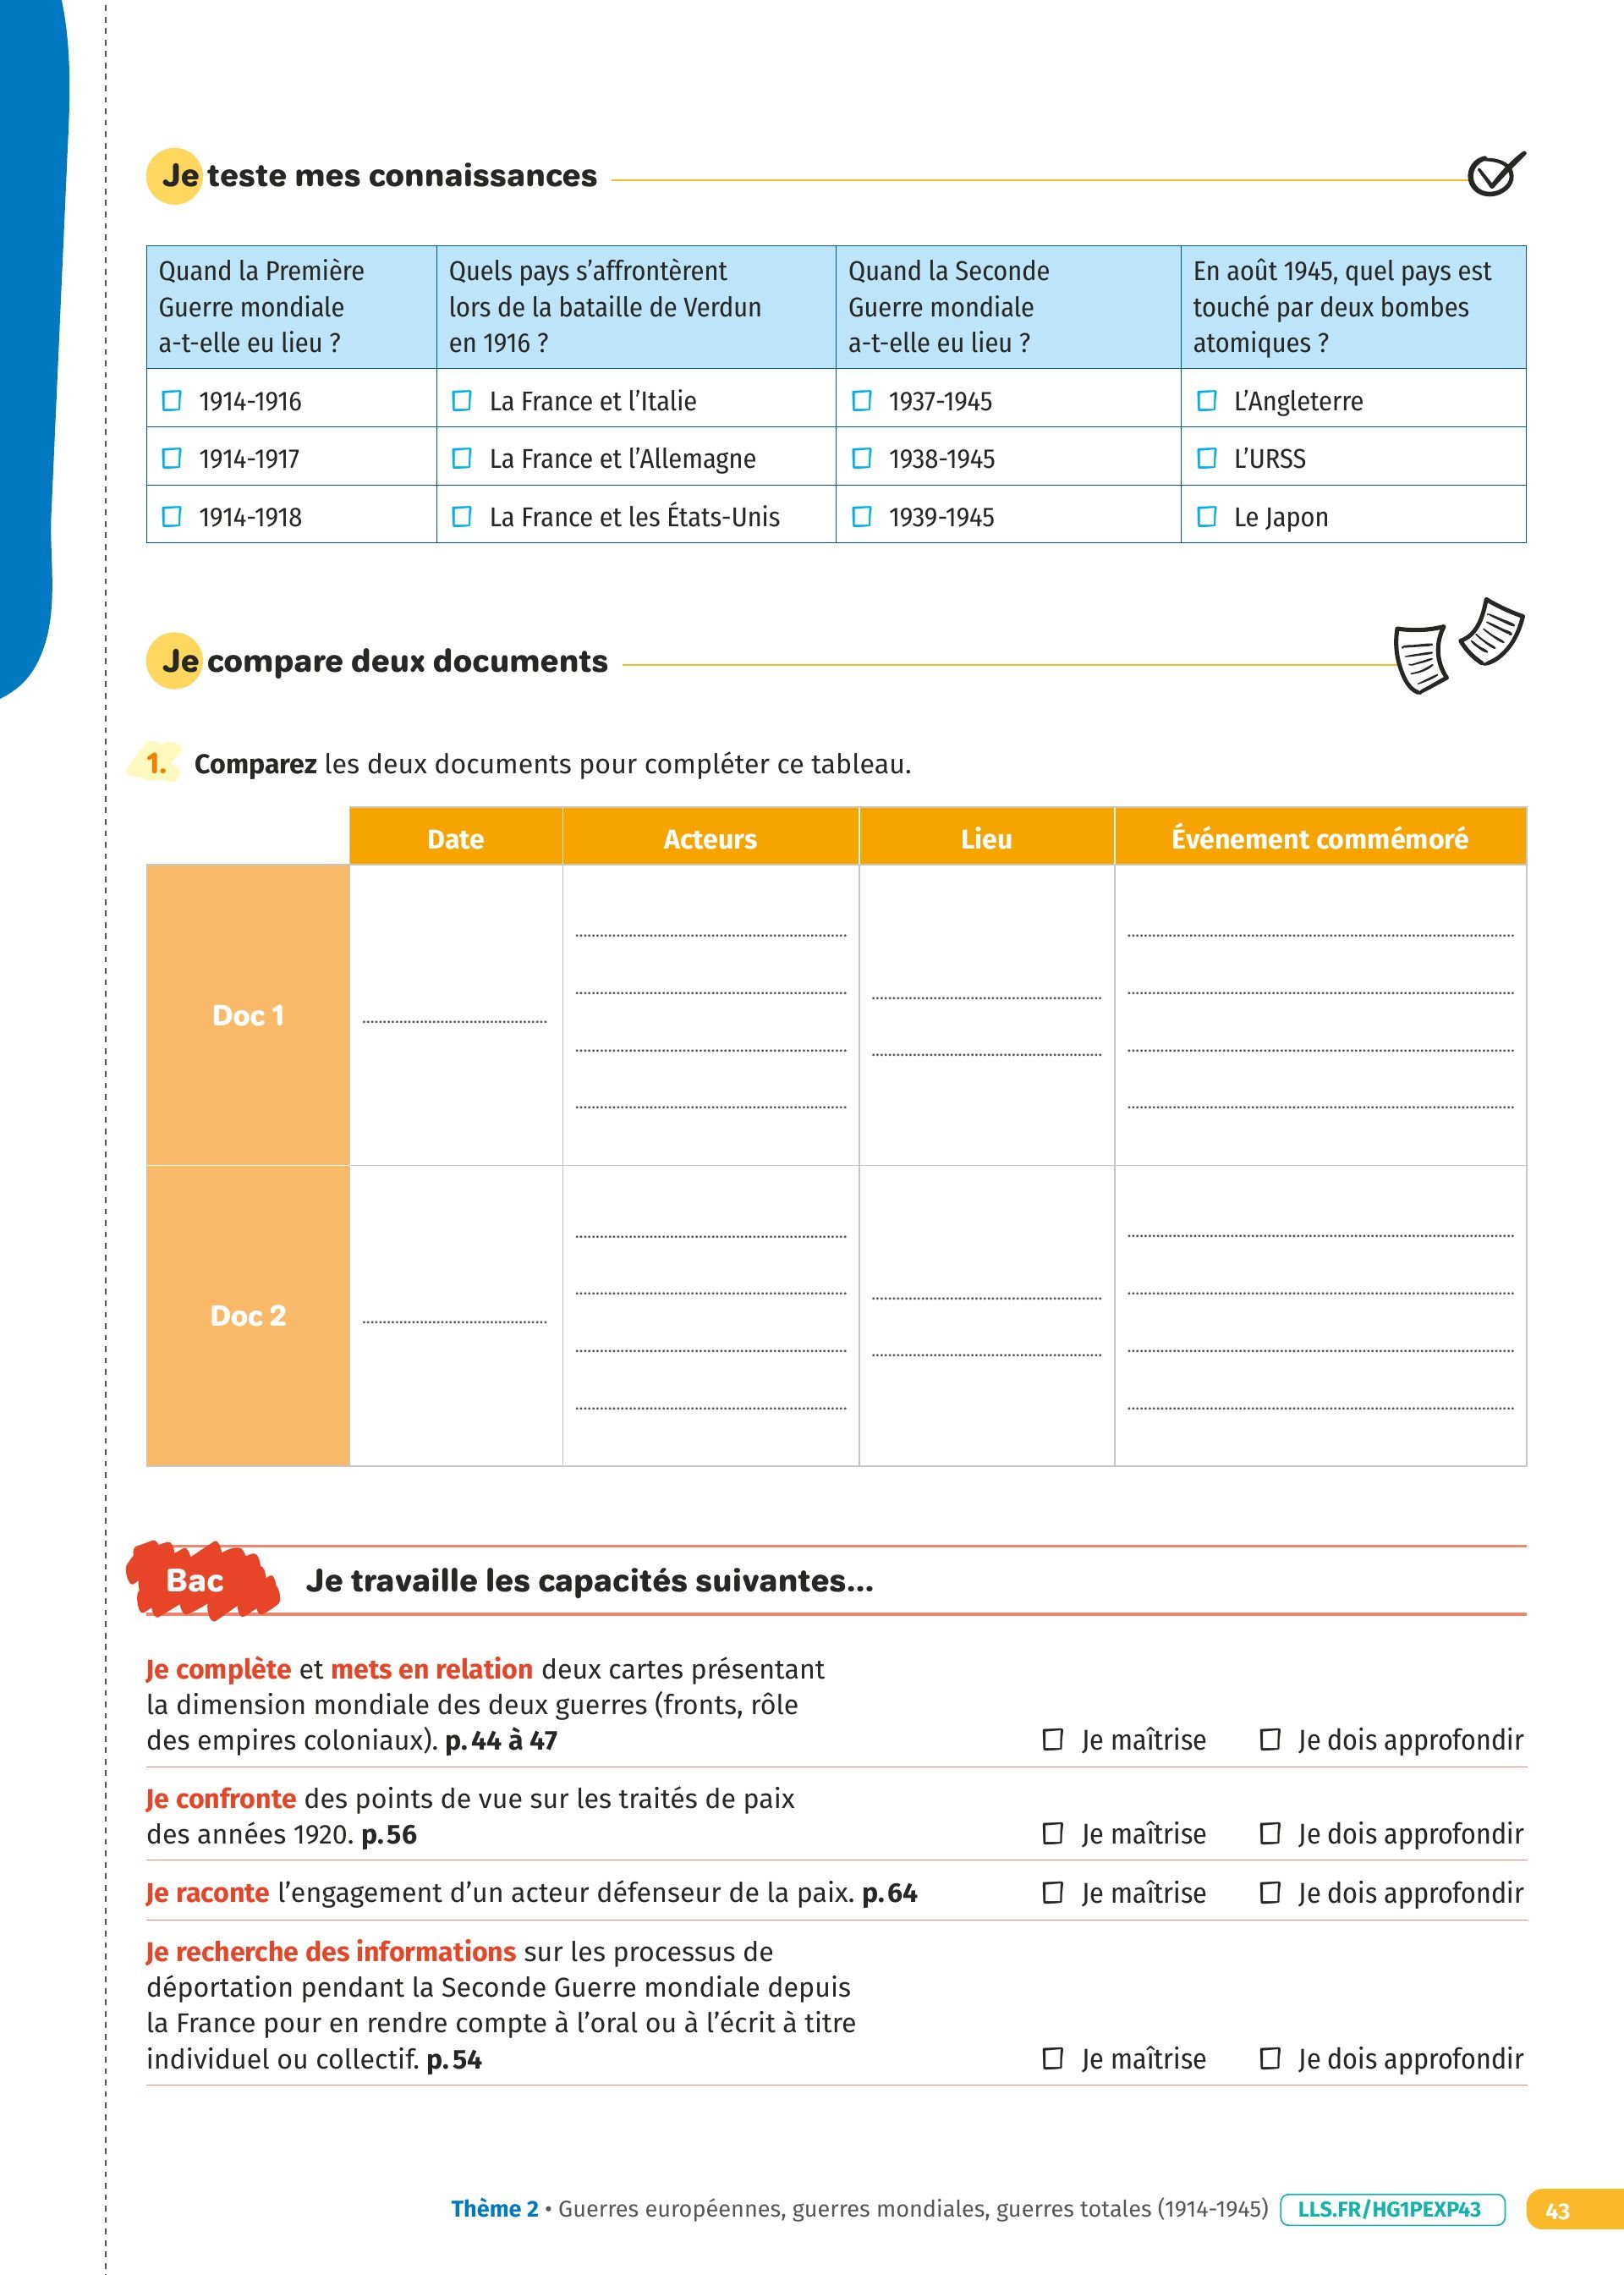 Je teste mes connaissances
Quand la Première
Guerre mondiale
a-t-elle eu lieu ?
Quels pays s’affrontèrent
lors de la bataille de Verdun
en 1916 ?
Quand la Seconde
Guerre mondiale
a-t-elle eu lieu ?
En août 1945, quel pays est
touché par deux bombes
atomiques ?
1914-1916
La France et l’Italie
1937-1945
L’Angleterre
1914-1917
La France et l’Allemagne
1938-1945
L’URSS
1914-1918
La France et les États-Unis
1939-1945
Le Japon
Je compare deux documents
1. Comparez les deux documents pour compléter ce tableau.
Date
Acteurs
Lieu
Événement commémoré
Doc 1
Doc 2
Bac
Je travaille les capacités suivantes...
Je complète et mets en relation deux cartes présentant
la dimension mondiale des deux guerres (fronts, rôle
des empires coloniaux). p. 44 à 47
Je maîtrise
Je dois approfondir
Je confronte des points de vue sur les traités de paix
des années 1920. p. 56
Je maîtrise
Je dois approfondir
Je raconte l’engagement d’un acteur défenseur de la paix. p. 64
Je maîtrise
Je dois approfondir
Je recherche des informations sur les processus de
déportation pendant la Seconde Guerre mondiale depuis
la France pour en rendre compte à l’oral ou à l’écrit à titre
individuel ou collectif. p. 54
Je maîtrise
Je dois approfondir
Thème 2 • Guerres européennes, guerres mondiales, guerres totales (1914-1945)
LLS.FR/HG1PEXP43
43